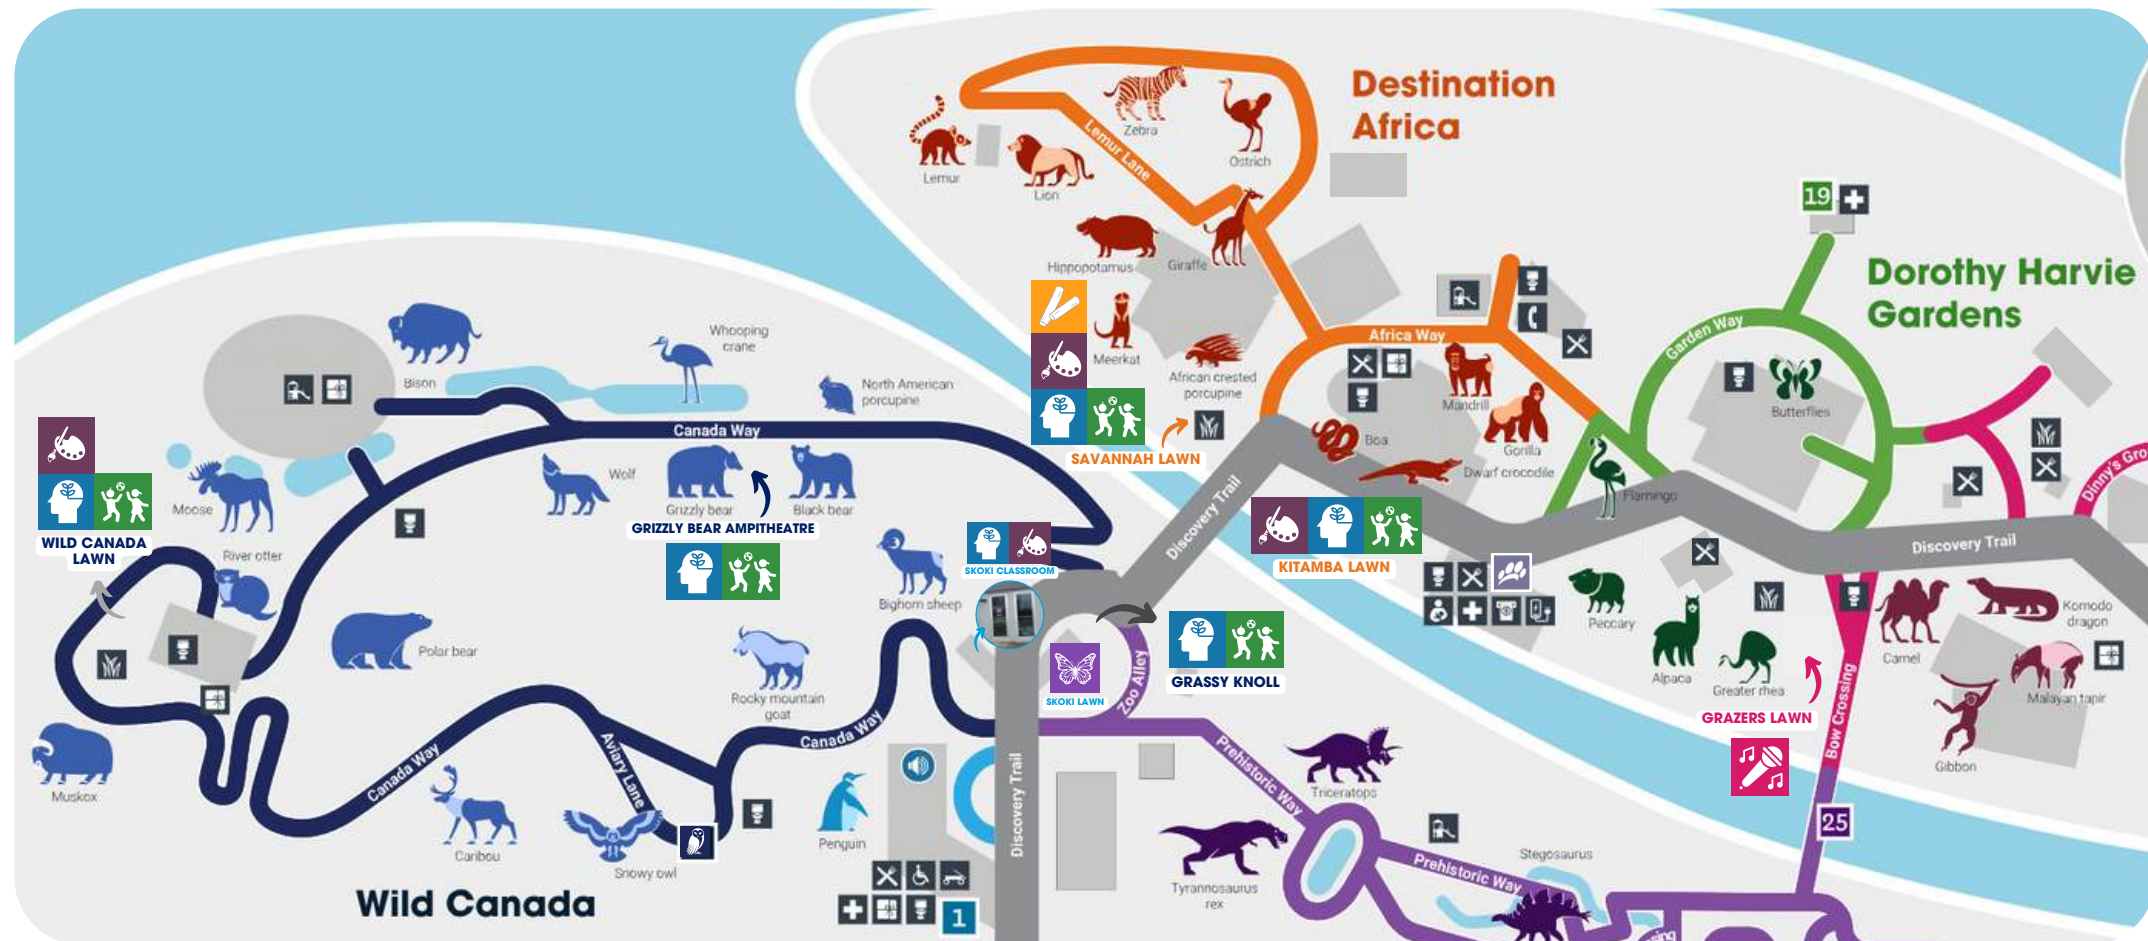 Destination
Africa
Zebra
Ostrich
Lemur Lane
Lemur
Lion
Hippopotamus
Giraffe
Meerkat
African crested
porcupine
SAVANNAH LAWN
Africa Way
Mandrill
Gorilla
Boa
Dwarf crocodile
19
Dorothy Harvie
Gardens
Garden Way
Butterflies
Flamingo
Dinny's Gro
Discovery Trail
Discovery Trail
KITAMBA LAWN
Whooping
crane
Bison
North American
porcupine
Canada Way
Wolf
Grizzly bear
Black bear
GRIZZLY BEAR AMPITHEATRE
Moose
WILD CANADA
LAWN
River otter
Bighorn sheep
SKOKI CLASSROOM
Polar bear
Rocky mountain
goat
SKOKI LAWN
Zoo Alley
GRASSY KNOLL
Peccary
Alpaca
Greater rhea
GRAZERS LAWN
Camel
Komodo
dragon
Malayan tapir
Gibbon
Bow Crossing
25
Muskox
Canada Way
Aviary Lane
Canada Way
Caribou
Snowy owl
Penguin
Discovery Trail
1
Prehistoric Way
Triceratops
Tyrannosaurus
rex
Prehistoric Way
Stegosaurus
Wild Canada